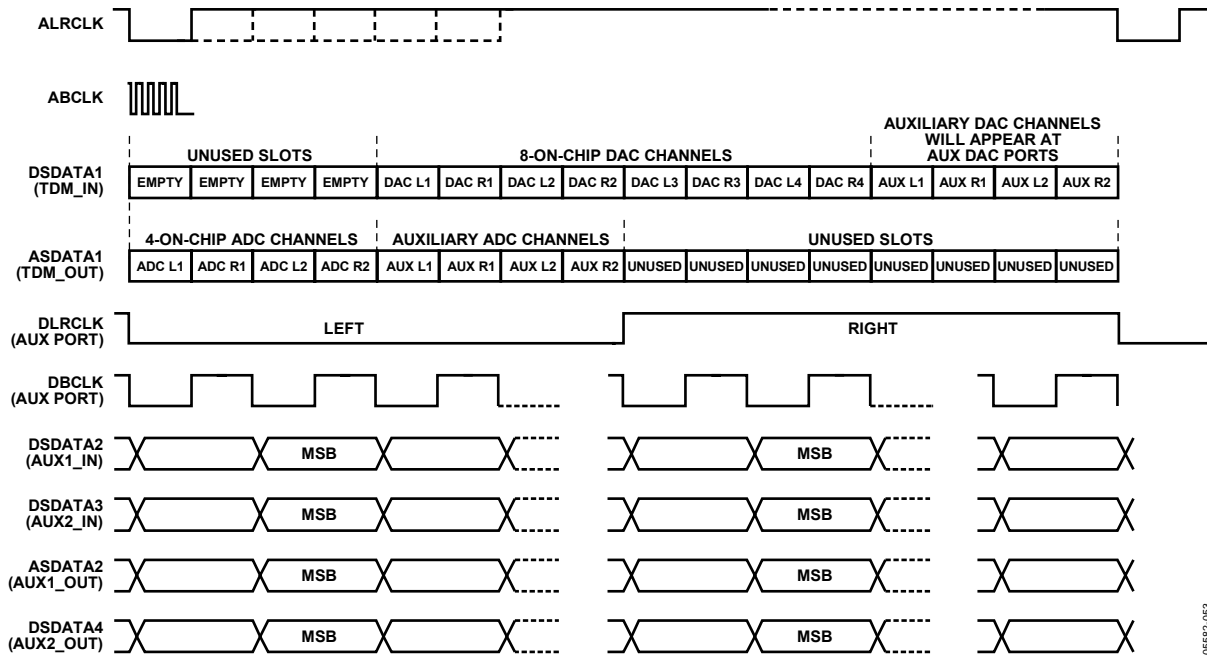 ALRCLK
ABCLK
AUXILIARY DAC CHANNELS
WILL APPEAR AT
AUX DAC PORTS
UNUSED SLOTS 8-ON-CHIP DAC CHANNELS
DSDATA1
(TDM_IN)
EMPTY EMPTY EMPTY EMPTY DAC L1 DAC R1 DAC L2 DAC R2 DAC L3 DAC R3 DAC L4 DAC R4 AUX L1 AUX R1 AUX L2 AUX R2
4-ON-CHIP ADC CHANNELS AUXILIARY ADC CHANNELS UNUSED SLOTS
ASDATA1
(TDM_OUT)
ADC L1 ADC R1 ADC L2 ADC R2 AUX L1 AUX R1 AUX L2 AUX R2 UNUSED UNUSED UNUSED UNUSED UNUSED UNUSED UNUSED UNUSED
DLRCLK
(AUX PORT)
LEFT RIGHT
DBCLK
(AUX PORT)
DSDATA2
(AUX1_IN)
MSB MSB
DSDATA3
(AUX2_IN)
MSB MSB
ASDATA2
(AUX1_OUT)
MSB MSB
DSDATA4
(AUX2_OUT)
MSB MSB
05582-053